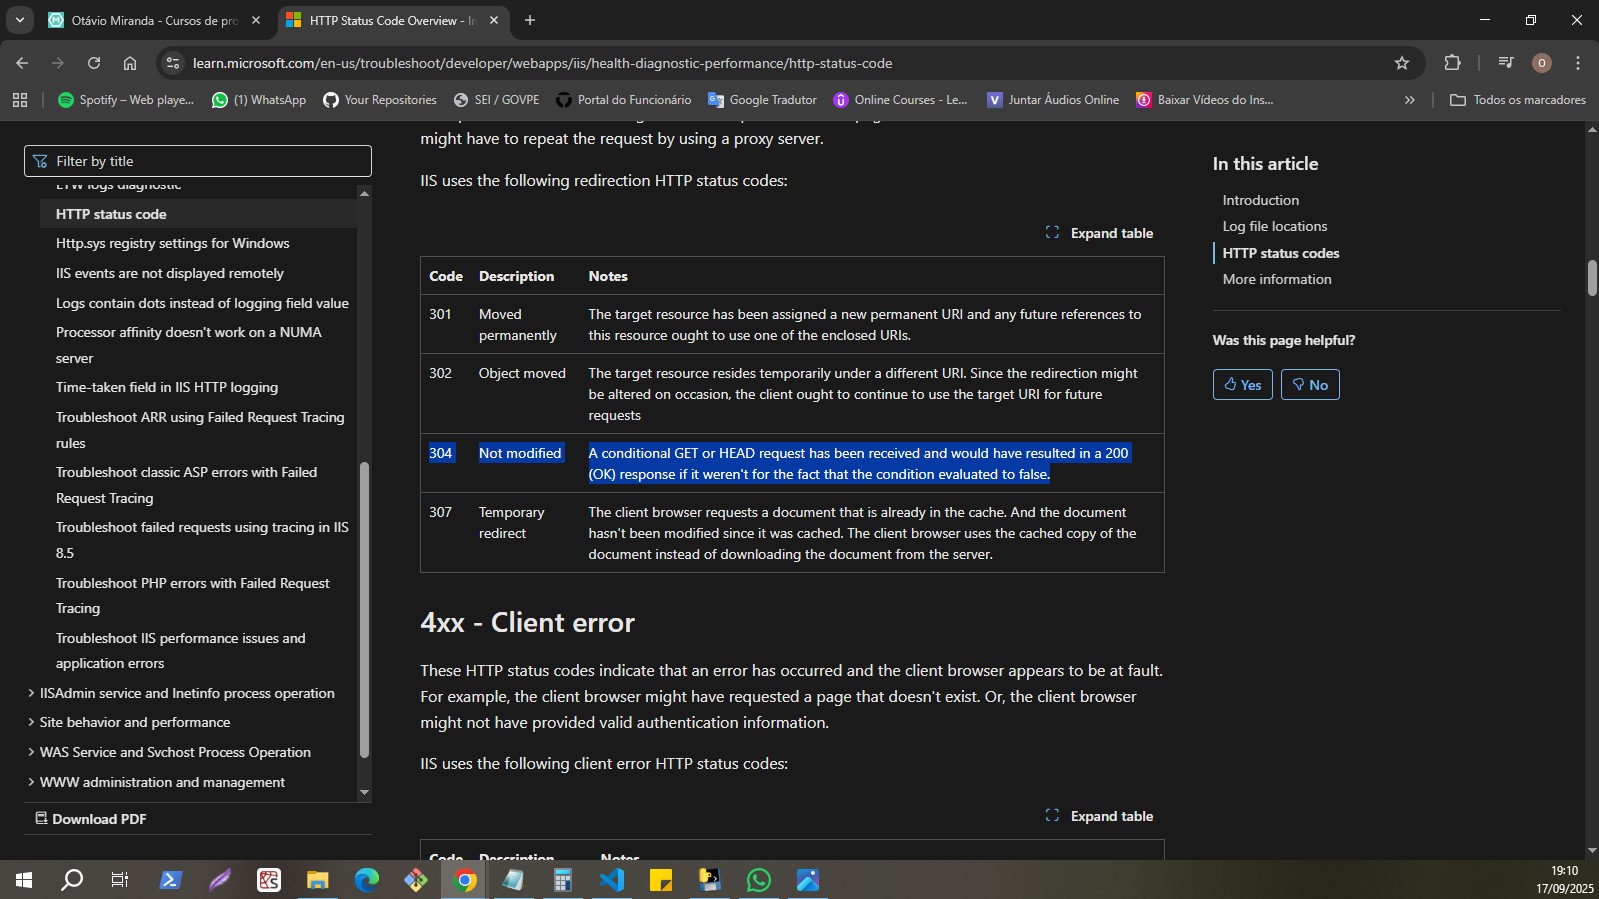 Otávio Miranda - Cursos de pro
HTTP Status Code Overview - In
learn.microsoft.com/en-us/troubleshoot/developer/webapps/iis/health-diagnostic-performance/http-status-code
O
Spotify – Web playe...
(1) WhatsApp
Your Repositories
SEI / GOVPE
Portal do Funcionário
Google Tradutor
Online Courses - Le...
Juntar Áudios Online
Baixar Vídeos do Ins...
»
Todos os marcadores
Filter by title
ETW logs diagnostic
HTTP status code
Http.sys registry settings for Windows
IIS events are not displayed remotely
Logs contain dots instead of logging field value
Processor affinity doesn't work on a NUMA
server
Time-taken field in IIS HTTP logging
Troubleshoot ARR using Failed Request Tracing
rules
Troubleshoot classic ASP errors with Failed
Request Tracing
Troubleshoot failed requests using tracing in IIS
8.5
Troubleshoot PHP errors with Failed Request
Tracing
Troubleshoot IIS performance issues and
application errors
IISAdmin service and Inetinfo process operation
Site behavior and performance
WAS Service and Svchost Process Operation
WWW administration and management
Download PDF
might have to repeat the request by using a proxy server.
IIS uses the following redirection HTTP status codes:
Expand table
Code Description Notes
301 Moved permanently The target resource has been assigned a new permanent URI and any future references to
this resource ought to use one of the enclosed URIs.
302 Object moved The target resource resides temporarily under a different URI. Since the redirection might
be altered on occasion, the client ought to continue to use the target URI for future
requests
304 Not modified A conditional GET or HEAD request has been received and would have resulted in a 200
(OK) response if it weren't for the fact that the condition evaluated to false.
307 Temporary redirect The client browser requests a document that is already in the cache. And the document
hasn't been modified since it was cached. The client browser uses the cached copy of the
document instead of downloading the document from the server.
4xx - Client error
These HTTP status codes indicate that an error has occurred and the client browser appears to be at fault.
For example, the client browser might have requested a page that doesn't exist. Or, the client browser
might not have provided valid authentication information.
IIS uses the following client error HTTP status codes:
Expand table
Code Description Notes
In this article
Introduction
Log file locations
HTTP status codes
More information
Was this page helpful?
Yes
No
19:10
17/09/2025